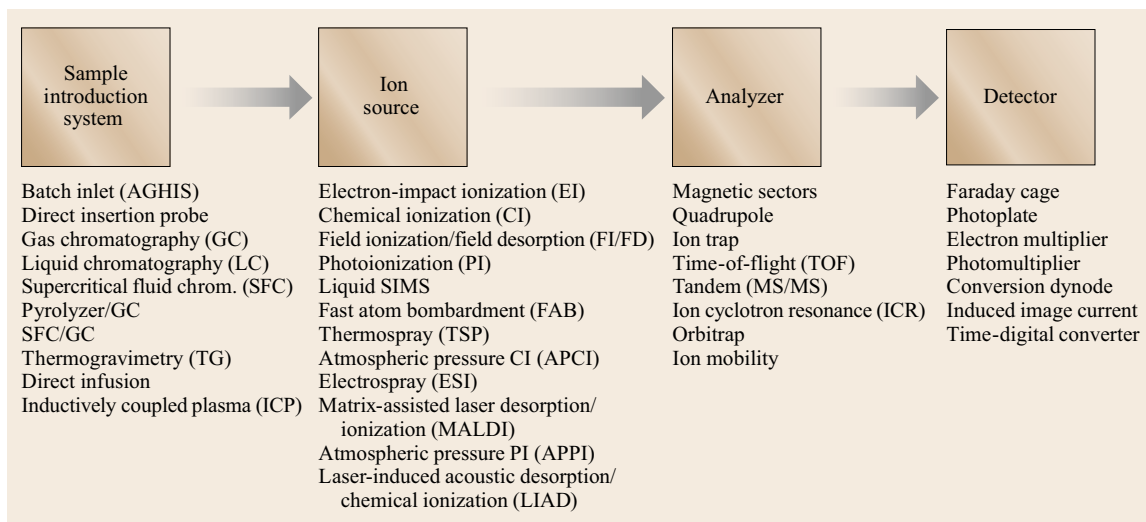 Sample
introduction
system
Ion
source
Analyzer
Detector
Batch inlet (AGHIS)
Direct insertion probe
Gas chromatography (GC)
Liquid chromatography (LC)
Supercritical fluid chrom. (SFC)
Pyrolyzer/GC
SFC/GC
Thermogravimetry (TG)
Direct infusion
Inductively coupled plasma (ICP)
Electron-impact ionization (EI)
Chemical ionization (CI)
Field ionization/field desorption (FI/FD)
Photoionization (PI)
Liquid SIMS
Fast atom bombardment (FAB)
Thermospray (TSP)
Atmospheric pressure CI (APCI)
Electrospray (ESI)
Matrix-assisted laser desorption/
ionization (MALDI)
Atmospheric pressure PI (APPI)
Laser-induced acoustic desorption/
chemical ionization (LIAD)
Magnetic sectors
Quadrupole
Ion trap
Time-of-flight (TOF)
Tandem (MS/MS)
Ion cyclotron resonance (ICR)
Orbitrap
Ion mobility
Faraday cage
Photoplate
Electron multiplier
Photomultiplier
Conversion dynode
Induced image current
Time-digital converter